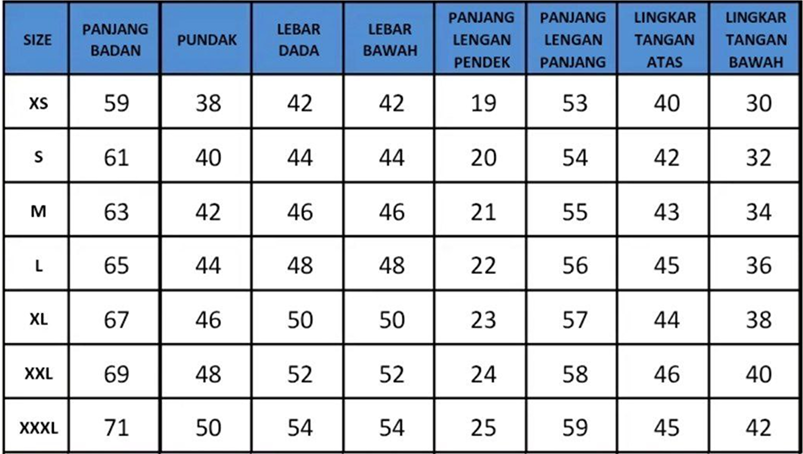 SIZE PANJANG BADAN PUNDAK LEBAR DADA LEBAR BAWAH PANJANG LENGAN PENDEK PANJANG LENGAN PANJANG LINGKAR TANGAN ATAS LINGKAR TANGAN BAWAH
XS 59 38 42 42 19 53 40 30
S 61 40 44 44 20 54 42 32
M 63 42 46 46 21 55 43 34
L 65 44 48 48 22 56 45 36
XL 67 46 50 50 23 57 44 38
XXL 69 48 52 52 24 58 46 40
XXXL 71 50 54 54 25 59 45 42